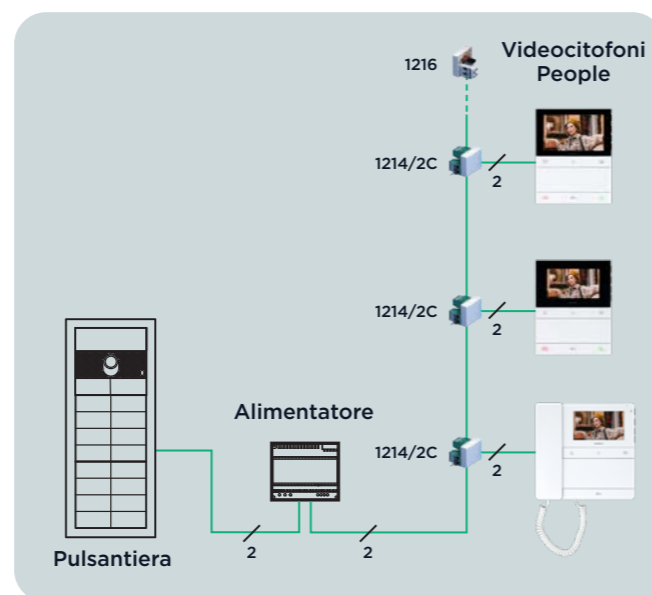 Videocitofoni
People
1216
1214/2C
2
1214/2C
2
Alimentatore
1214/2C
2
Pulsantiera
2
2